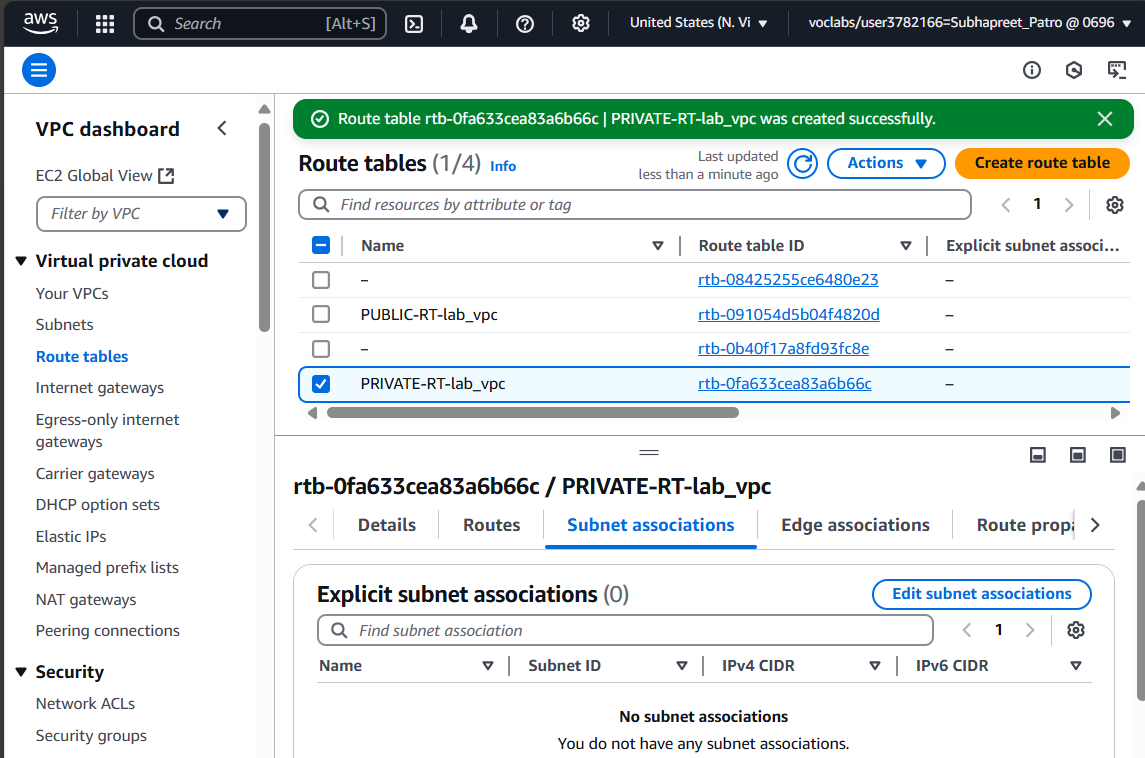 aws
Search [Alt+S]
United States (N. Vi
voclabs/user3782166=Subhapreet_Patro @ 0696
VPC dashboard
EC2 Global View
Filter by VPC
Virtual private cloud
Your VPCs
Subnets
Route tables
Internet gateways
Egress-only internet
gateways
Carrier gateways
DHCP option sets
Elastic IPs
Managed prefix lists
NAT gateways
Peering connections
Security
Network ACLs
Security groups
Route table rtb-0fa633cea83a6b66c | PRIVATE-RT-lab_vpc was created successfully.
Route tables (1/4) Info
Last updated
less than a minute ago
Actions
Create route table
Find resources by attribute or tag
1
Name Route table ID Explicit subnet associ...
– rtb-08425255ce6480e23 –
PUBLIC-RT-lab_vpc rtb-091054d5b04f4820d –
– rtb-0b40f17a8fd93fc8e –
PRIVATE-RT-lab_vpc rtb-0fa633cea83a6b66c –
rtb-0fa633cea83a6b66c / PRIVATE-RT-lab_vpc
Details Routes Subnet associations Edge associations Route propa
Explicit subnet associations (0)
Edit subnet associations
Find subnet association
1
Name Subnet ID IPv4 CIDR IPv6 CIDR
No subnet associations
You do not have any subnet associations.